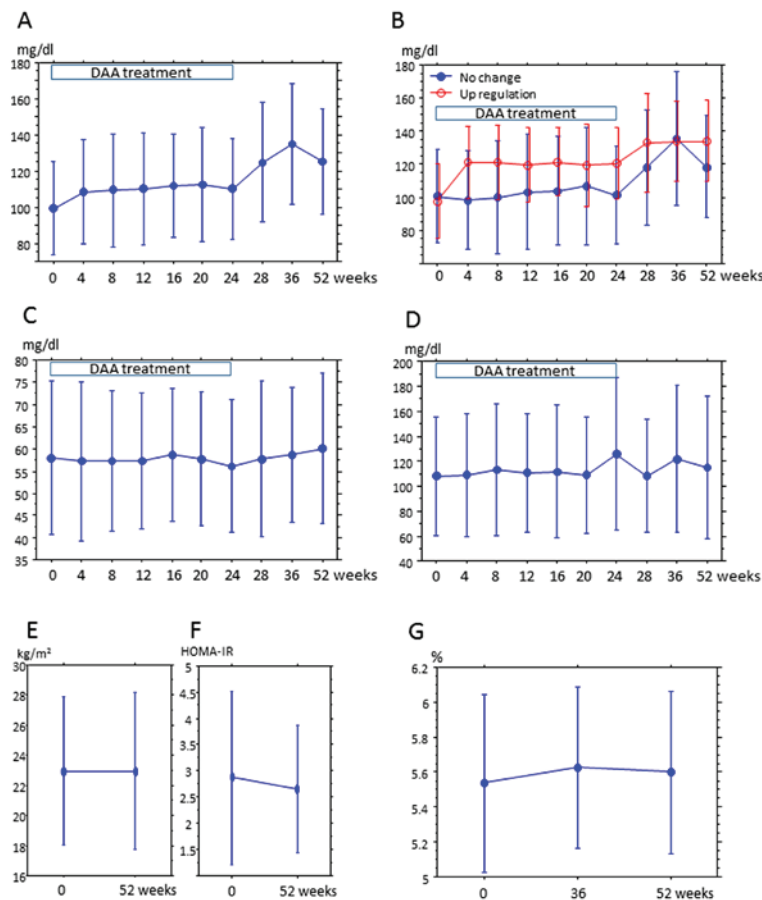 A
mg/dl
DAA treatment
180
160
140
120
100
80
0 4 8 12 16 20 24 28 36 52 weeks
B
mg/dl
No change
Up regulation
DAA treatment
180
160
140
120
100
80
60
0 4 8 12 16 20 24 28 36 52 weeks
C
mg/dl
DAA treatment
80
75
70
65
60
55
50
45
40
35
0 4 8 12 16 20 24 28 36 52 weeks
D
mg/dl
DAA treatment
200
180
160
140
120
100
80
60
40
0 4 8 12 16 20 24 28 36 52 weeks
E
kg/m²
30
28
26
24
22
20
18
16
0 52 weeks
F
HOMA-IR
5
4.5
4
3.5
3
2.5
2
1.5
0 52 weeks
G
%
6.2
6
5.8
5.6
5.4
5.2
5
0 36 52 weeks